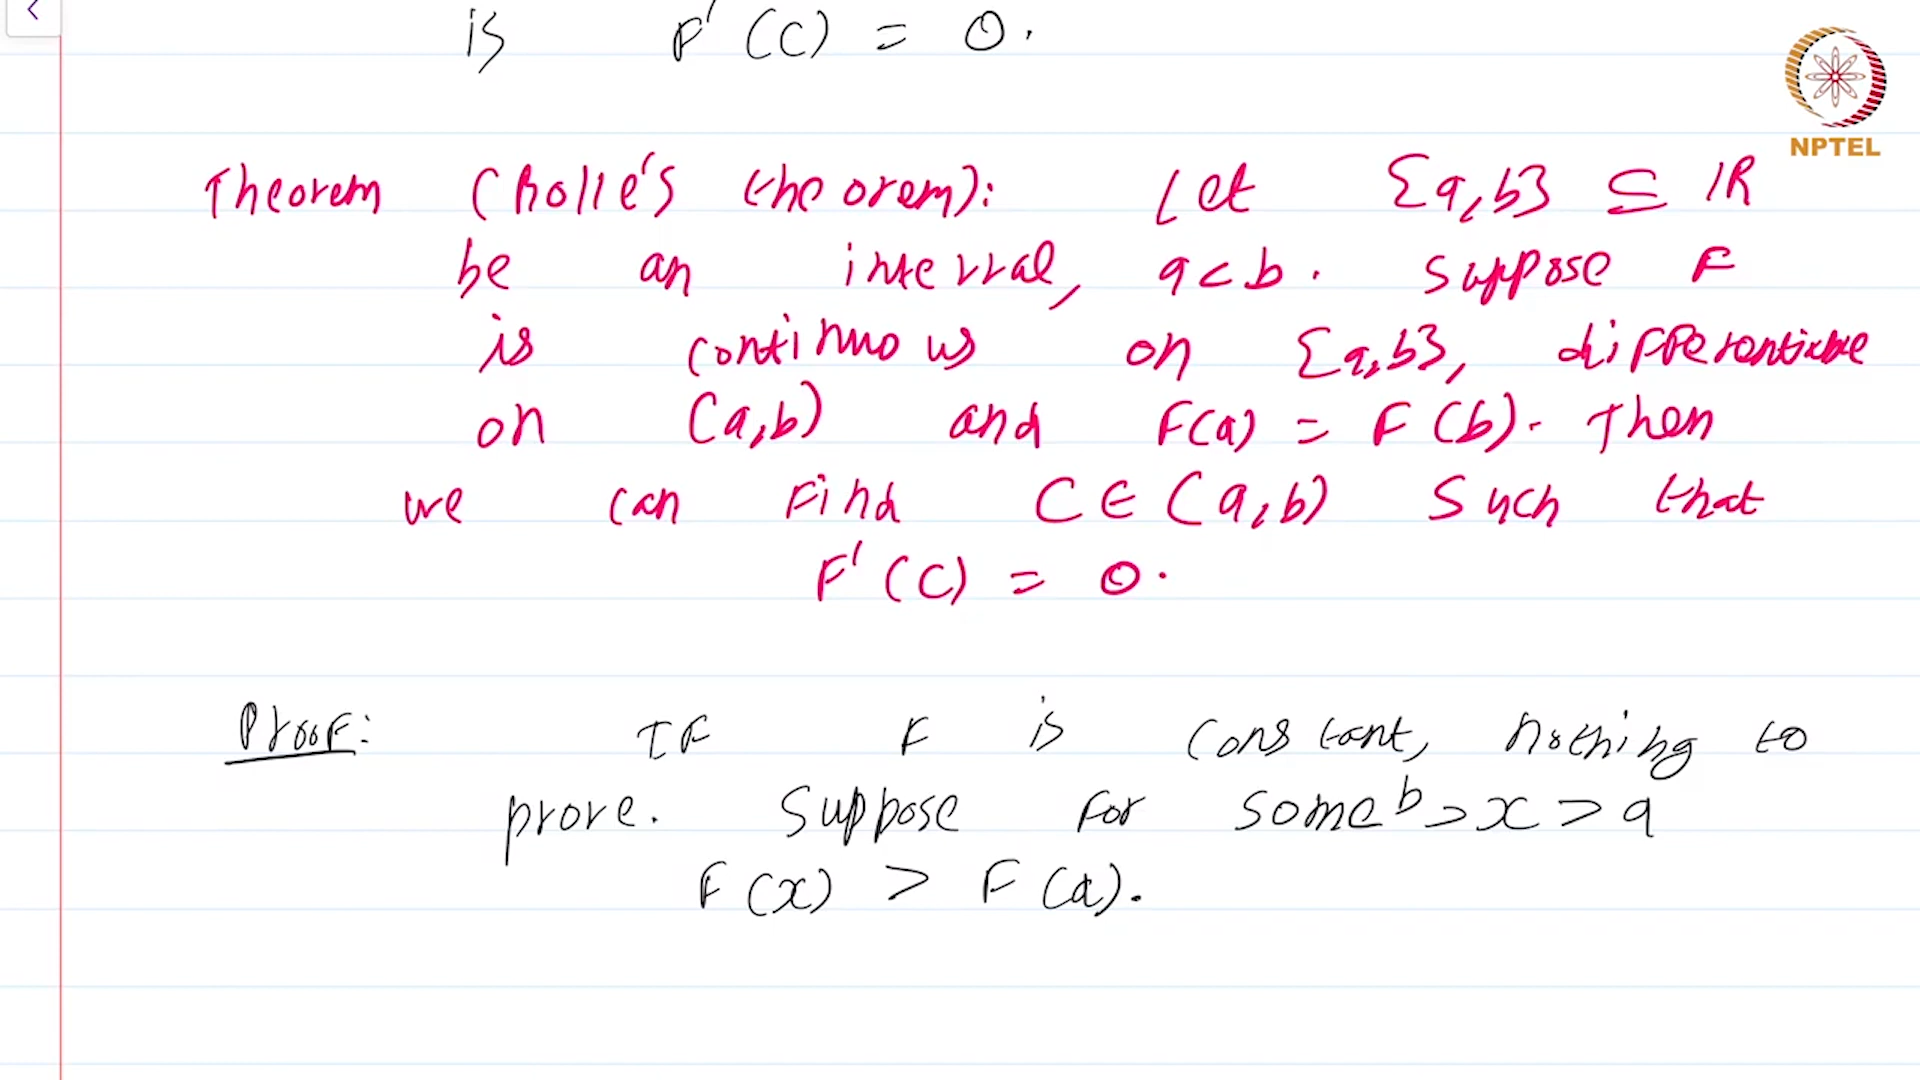 is F'(c) = 0.
NPTEL
Theorem (Rolle's theorem): Let [a,b] ⊆ IR
be an interval, a<b. Suppose F
is continuous on [a,b], differentiable
on (a,b) and F(a) = F(b). Then
we can find C ∈ (a,b) such that
F'(c) = 0.
Proof: IF F is constant, nothing to
prove. Suppose for some b > x > a
F(x) > F(a).